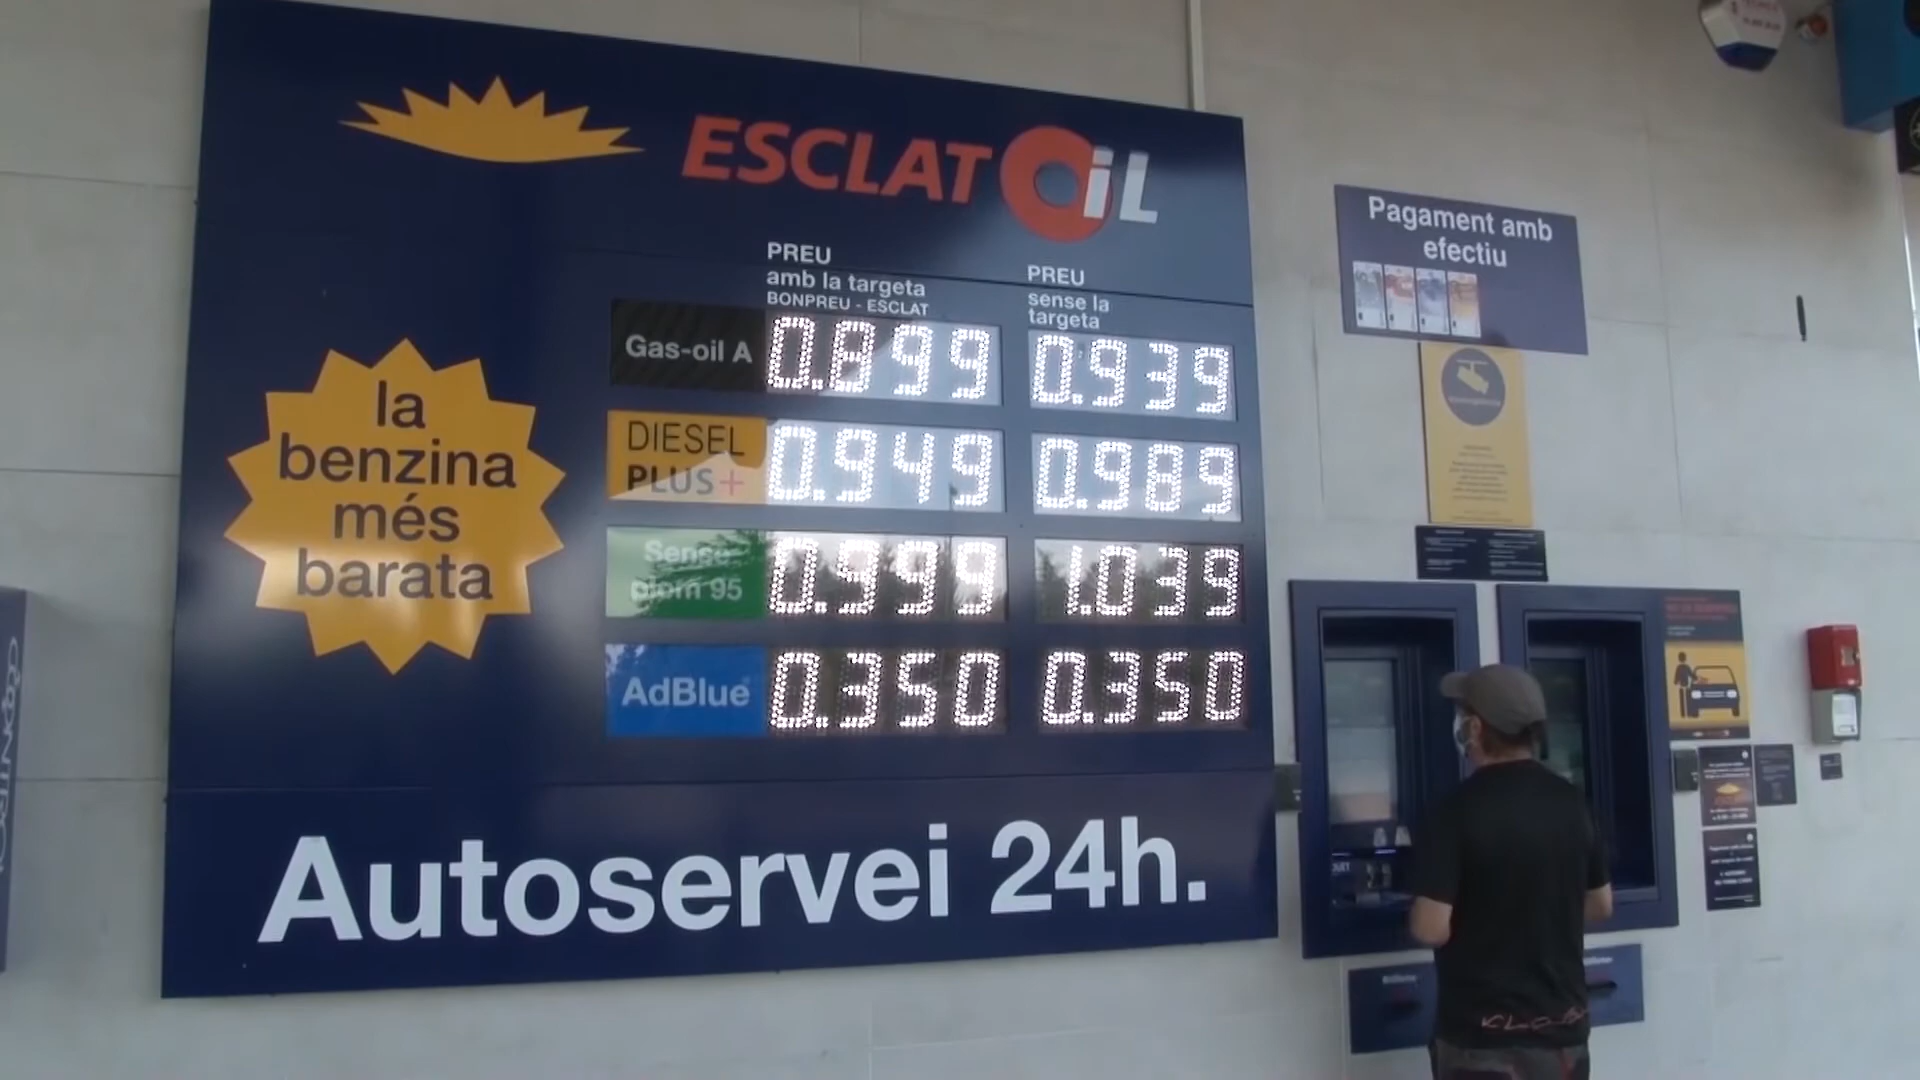 ESCLAT OiL
PREU
amb la targeta
BONPREU - ESCLAT
PREU
sense la
targeta
Gas-oil A 0.899 0.939
DIESEL
PLUS+ 0.949 0.989
Sense
plom 95 0.999 1.039
AdBlue 0.350 0.350
la
benzina
més
barata
Autoservei 24h.
Pagament amb
efectiu